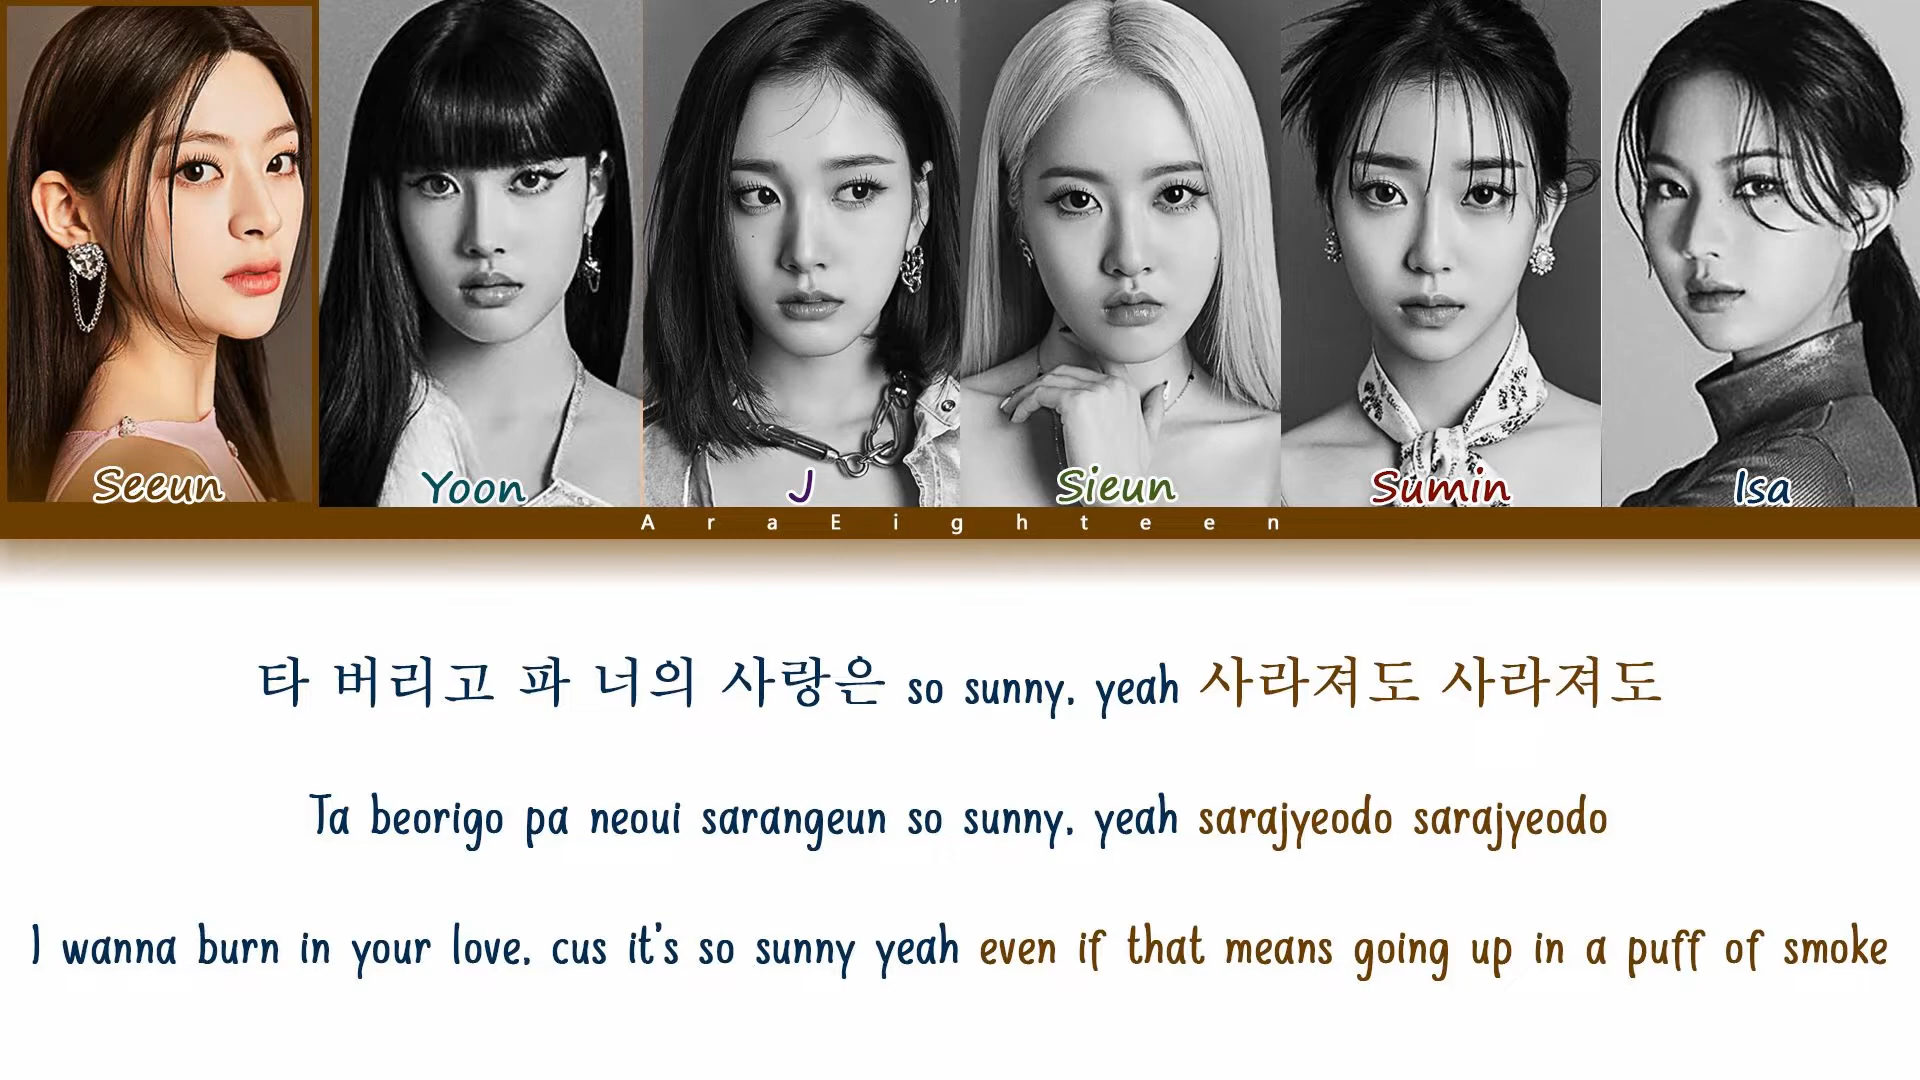 Seeun Yoon J Sieun Sumin Isa
AraEighteen
타 버리고 파 너의 사랑은 so sunny, yeah 사라져도 사라져도
Ta beorigo pa neoui sarangeun so sunny, yeah sarajyeodo sarajyeodo
I wanna burn in your love, cus it's so sunny yeah even if that means going up in a puff of smoke